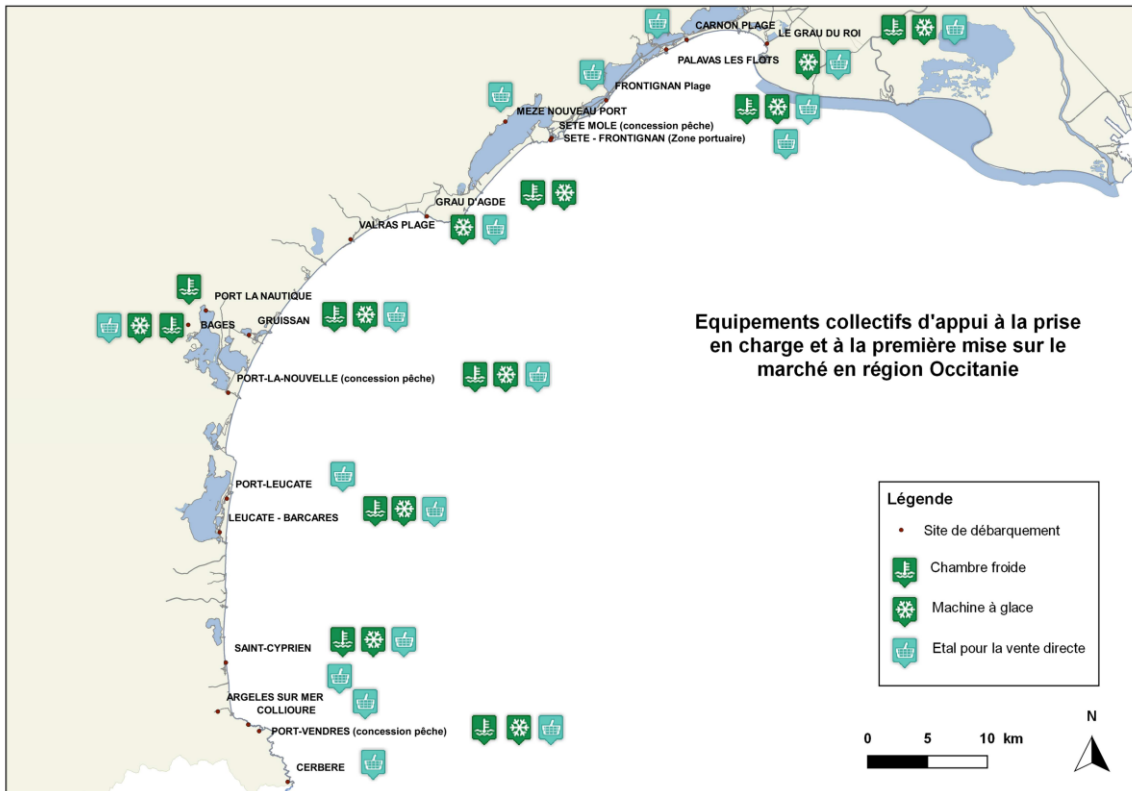 CARNON PLAGE
LE GRAU DU ROI
PALAVAS LES FLOTS
FRONTIGNAN Plage
MEZE NOUVEAU PORT
SETE MOLE (concession pêche)
SETE - FRONTIGNAN (Zone portuaire)
GRAU D'AGDE
VALRAS PLAGE
PORT LA NAUTIQUE
BAGES
GRUISSAN
PORT-LA-NOUVELLE (concession pêche)
Equipements collectifs d'appui à la prise
en charge et à la première mise sur le
marché en région Occitanie
PORT-LEUCATE
LEUCATE - BARCARES
SAINT-CYPRIEN
ARGELES SUR MER
COLLIOURE
PORT-VENDRES (concession pêche)
CERBERE
Légende
Site de débarquement
Chambre froide
Machine à glace
Etal pour la vente directe
0 5 10 km
N